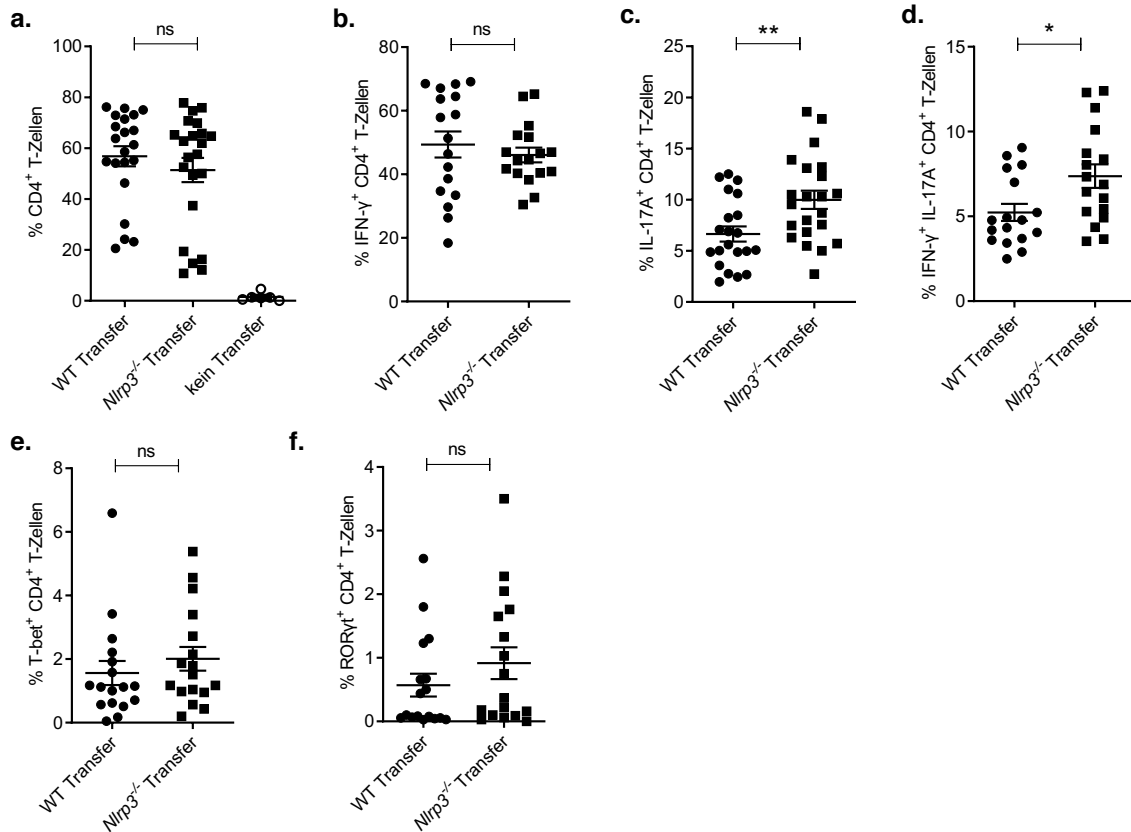 a.
ns
% CD4⁺ T-Zellen
100
80
60
40
20
0
WT Transfer
Nlrp3⁻/⁻ Transfer
kein Transfer
b.
ns
% IFN-γ⁺ CD4⁺ T-Zellen
80
60
40
20
0
WT Transfer
Nlrp3⁻/⁻ Transfer
c.
**
% IL-17A⁺ CD4⁺ T-Zellen
25
20
15
10
5
0
WT Transfer
Nlrp3⁻/⁻ Transfer
d.
*
% IFN-γ⁺ IL-17A⁺ CD4⁺ T-Zellen
15
10
5
0
WT Transfer
Nlrp3⁻/⁻ Transfer
e.
ns
% T-bet⁺ CD4⁺ T-Zellen
8
6
4
2
0
WT Transfer
Nlrp3⁻/⁻ Transfer
f.
ns
% RORγt⁺ CD4⁺ T-Zellen
4
3
2
1
0
WT Transfer
Nlrp3⁻/⁻ Transfer